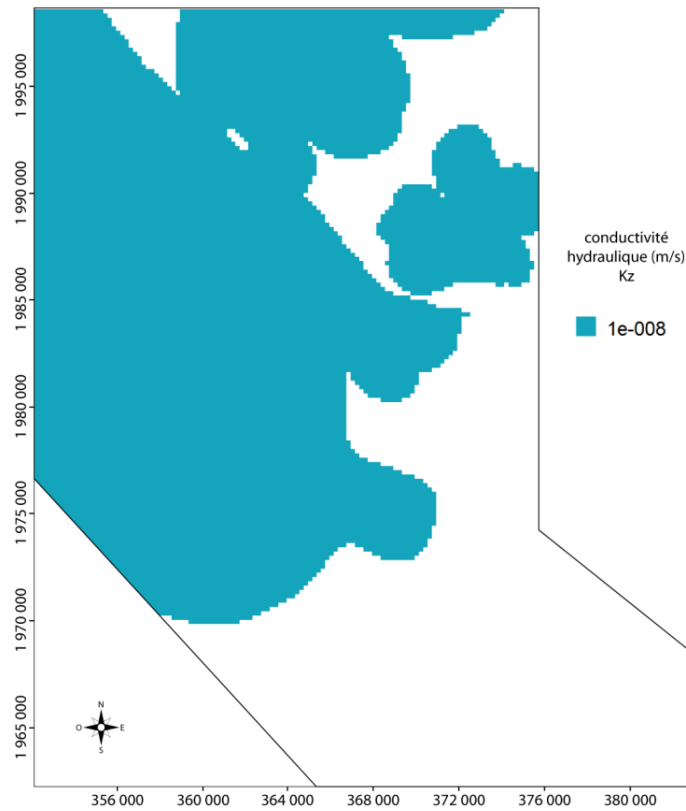 1 995 000
1 990 000
1 985 000
1 980 000
1 975 000
1 970 000
1 965 000
conductivité
hydraulique (m/s)
Kz
1e-008
N
O E
S
356 000 360 000 364 000 368 000 372 000 376 000 380 000